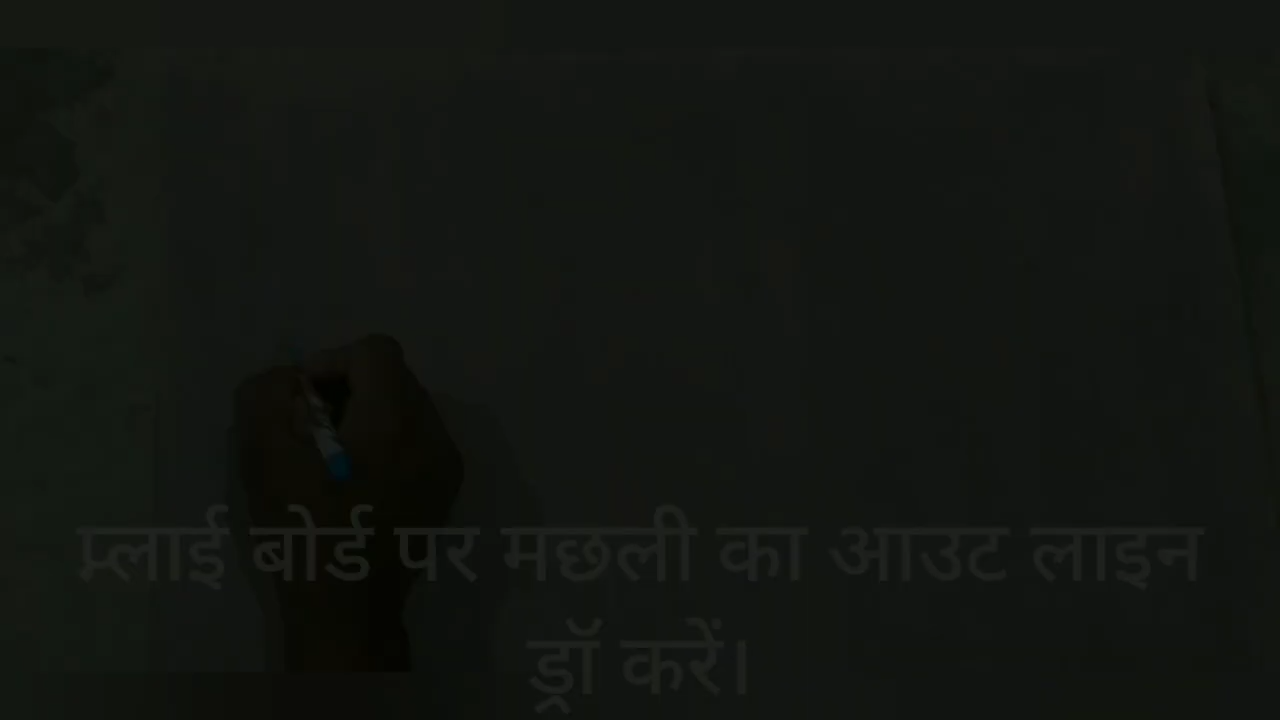 प्लाई बोर्ड पर मछली का आउट लाइन
ड्रॉ करें।